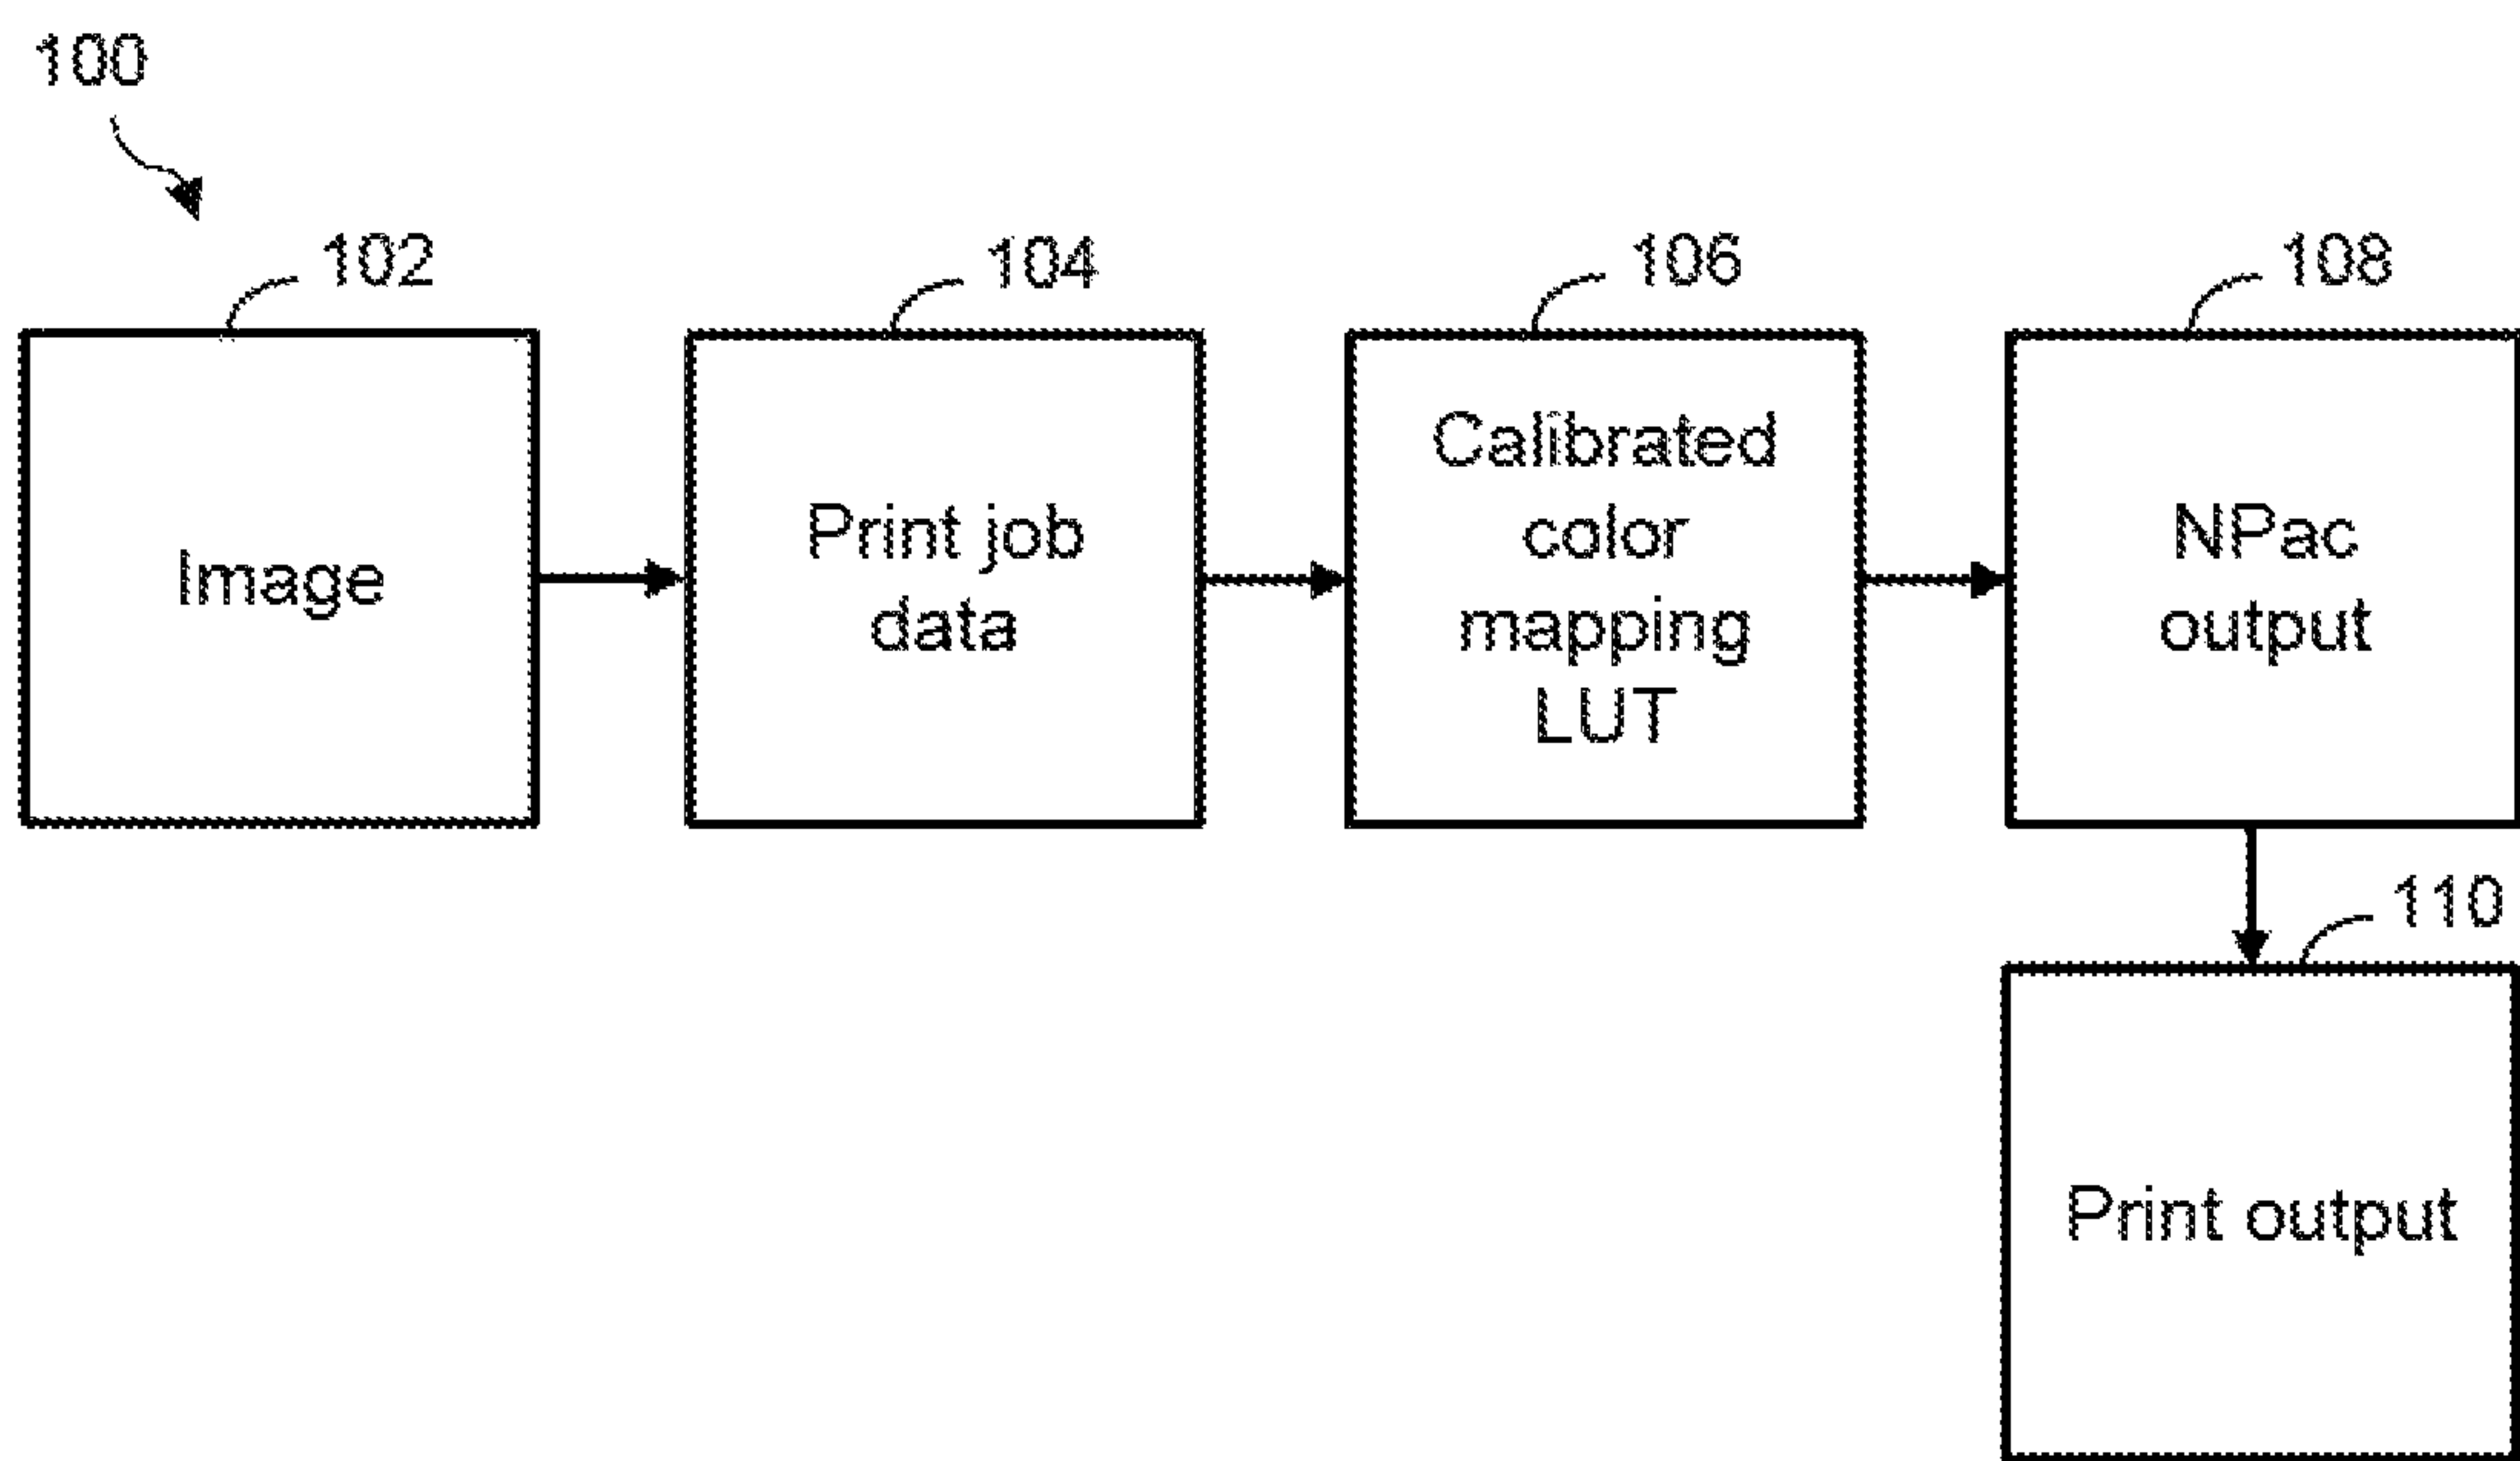 100
102
104
106
108
Image
Print job
data
Calibrated
color
mapping
LUT
NPac
output
110
Print output